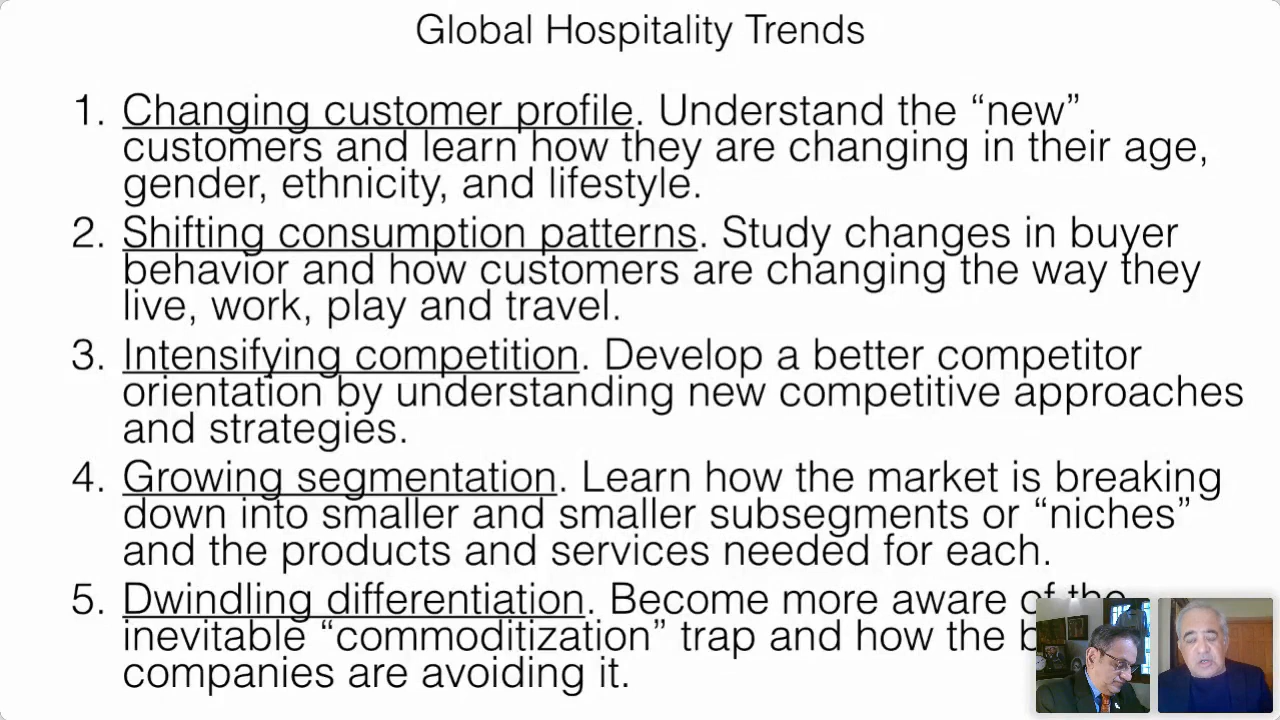 Global Hospitality Trends
1. Changing customer profile. Understand the “new”
customers and learn how they are changing in their age,
gender, ethnicity, and lifestyle.
2. Shifting consumption patterns. Study changes in buyer
behavior and how customers are changing the way they
live, work, play and travel.
3. Intensifying competition. Develop a better competitor
orientation by understanding new competitive approaches
and strategies.
4. Growing segmentation. Learn how the market is breaking
down into smaller and smaller subsegments or “niches”
and the products and services needed for each.
5. Dwindling differentiation. Become more aware of the
inevitable “commoditization” trap and how the
companies are avoiding it.